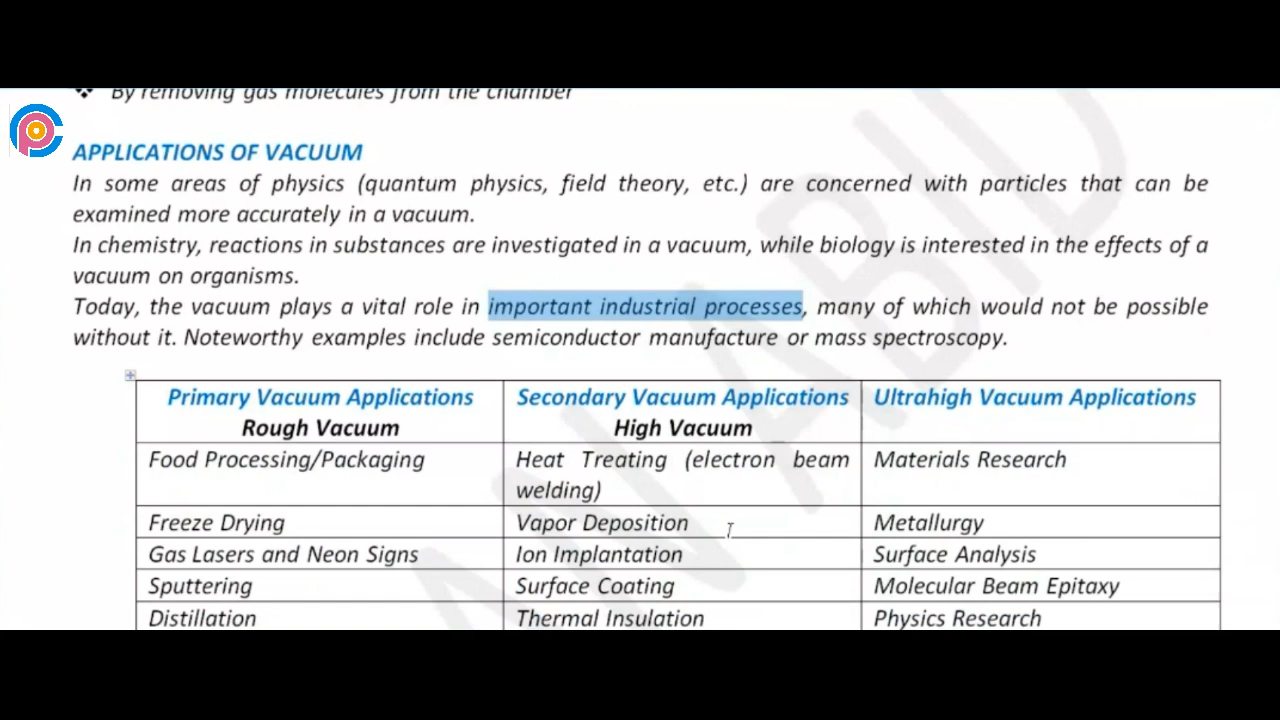 ❖ By removing gas molecules from the chamber
APPLICATIONS OF VACUUM
In some areas of physics (quantum physics, field theory, etc.) are concerned with particles that can be
examined more accurately in a vacuum.
In chemistry, reactions in substances are investigated in a vacuum, while biology is interested in the effects of a
vacuum on organisms.
Today, the vacuum plays a vital role in important industrial processes, many of which would not be possible
without it. Noteworthy examples include semiconductor manufacture or mass spectroscopy.
Primary Vacuum Applications
Rough Vacuum
Secondary Vacuum Applications
High Vacuum
Ultrahigh Vacuum Applications
Food Processing/Packaging
Heat Treating (electron beam
welding)
Materials Research
Freeze Drying
Vapor Deposition
Metallurgy
Gas Lasers and Neon Signs
Ion Implantation
Surface Analysis
Sputtering
Surface Coating
Molecular Beam Epitaxy
Distillation
Thermal Insulation
Physics Research